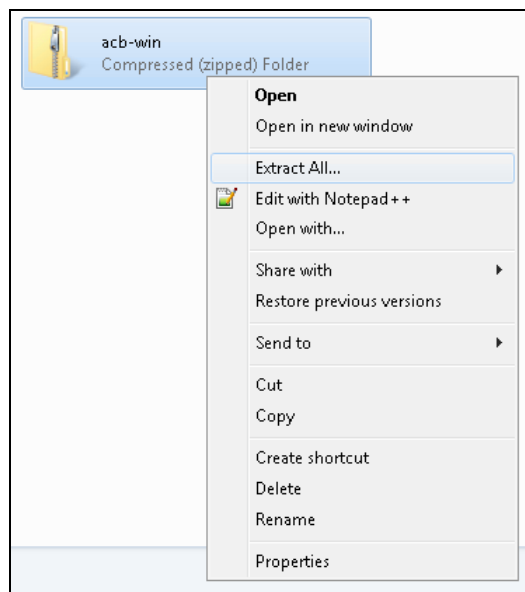 acb-win
Compressed (zipped) Folder
Open
Open in new window
Extract All...
Edit with Notepad++
Open with...
Share with
Restore previous versions
Send to
Cut
Copy
Create shortcut
Delete
Rename
Properties